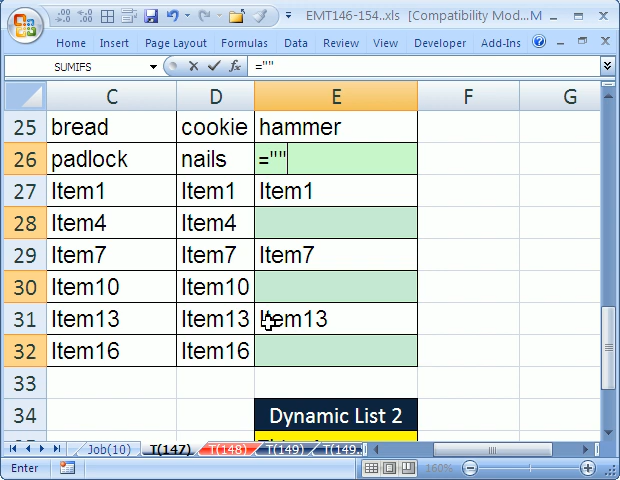 EMT146-154..xls [Compatibility Mod...M
Home Insert Page Layout Formulas Data Review View Developer Add-Ins
SUMIFS fx =""
C D E F G
25 bread cookie hammer
26 padlock nails =""
27 Item1 Item1 Item1
28 Item4 Item4
29 Item7 Item7 Item7
30 Item10 Item10
31 Item13 Item13 Item13
32 Item16 Item16
33
34 Dynamic List 2
Job(10) T(147) T(148) T(149) T(149..
Enter 160%